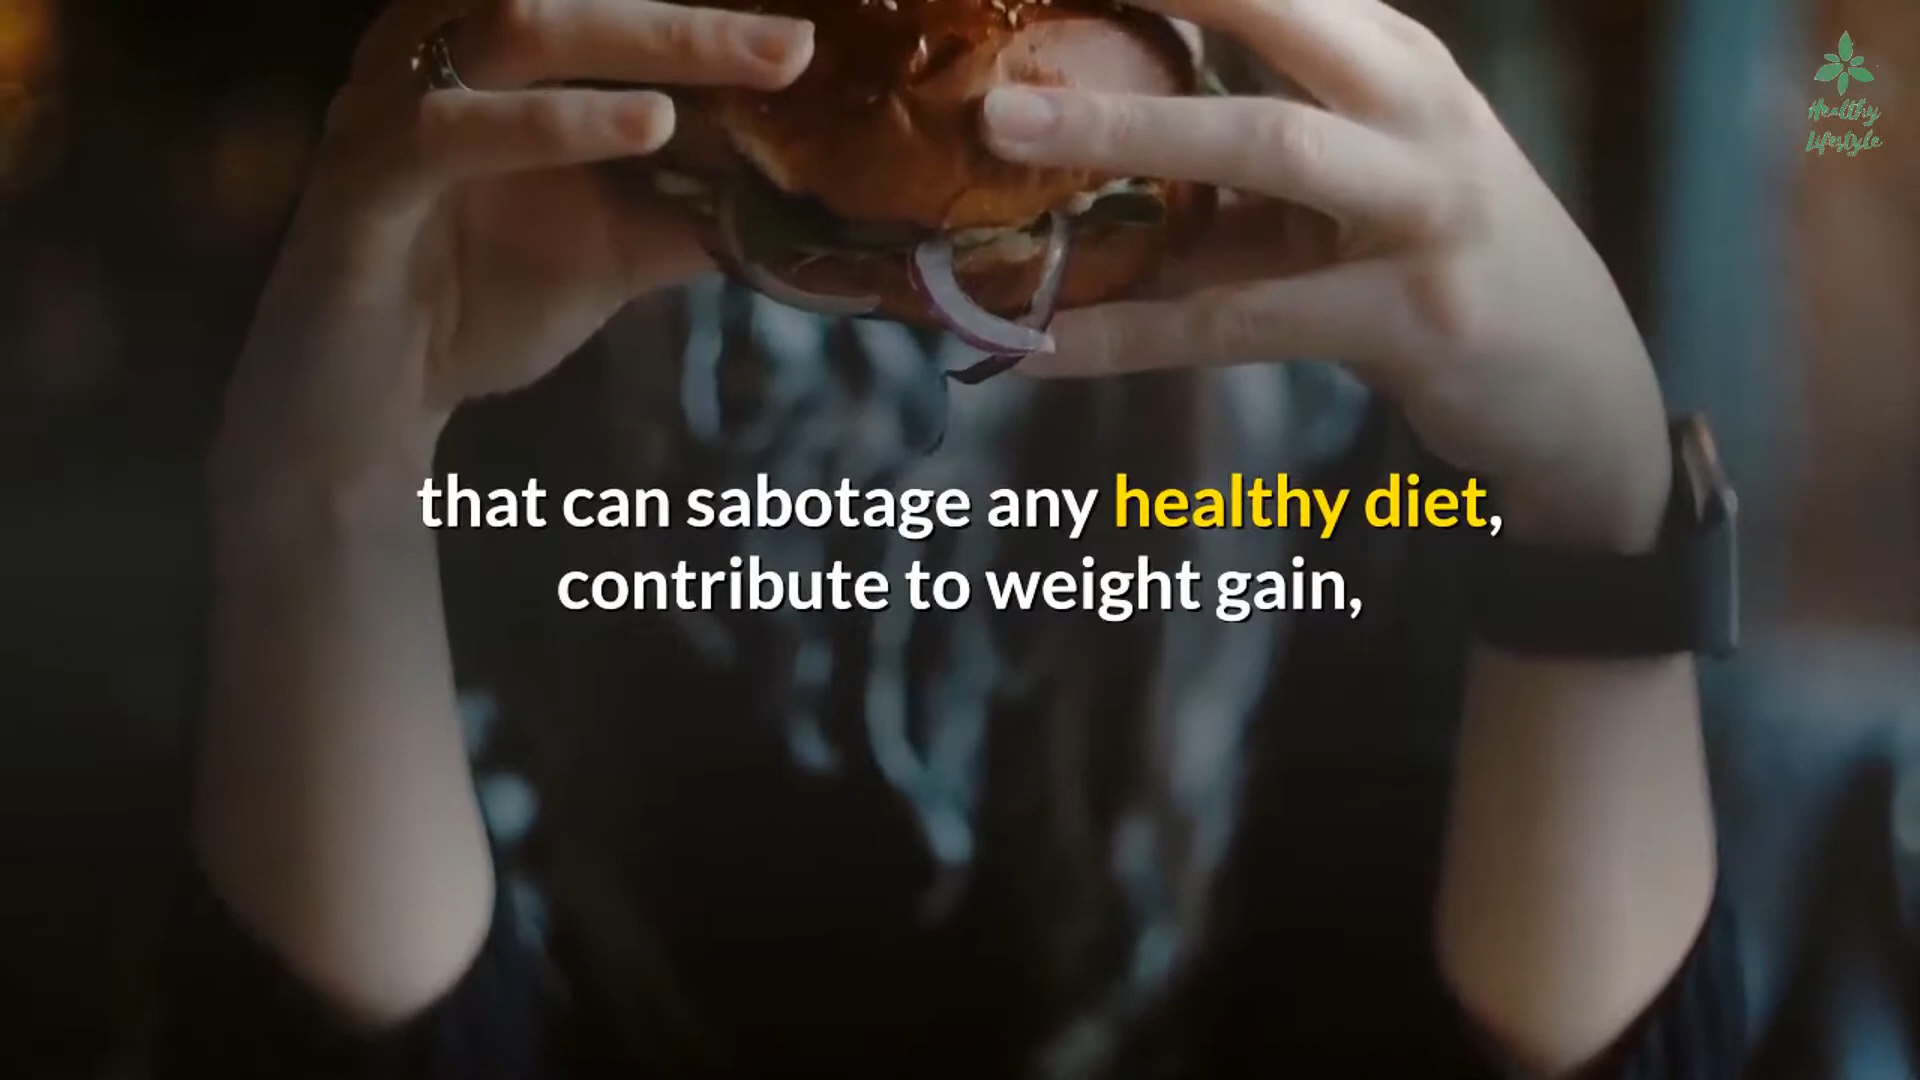 Healthy
Lifestyle
that can sabotage any healthy diet,
contribute to weight gain,